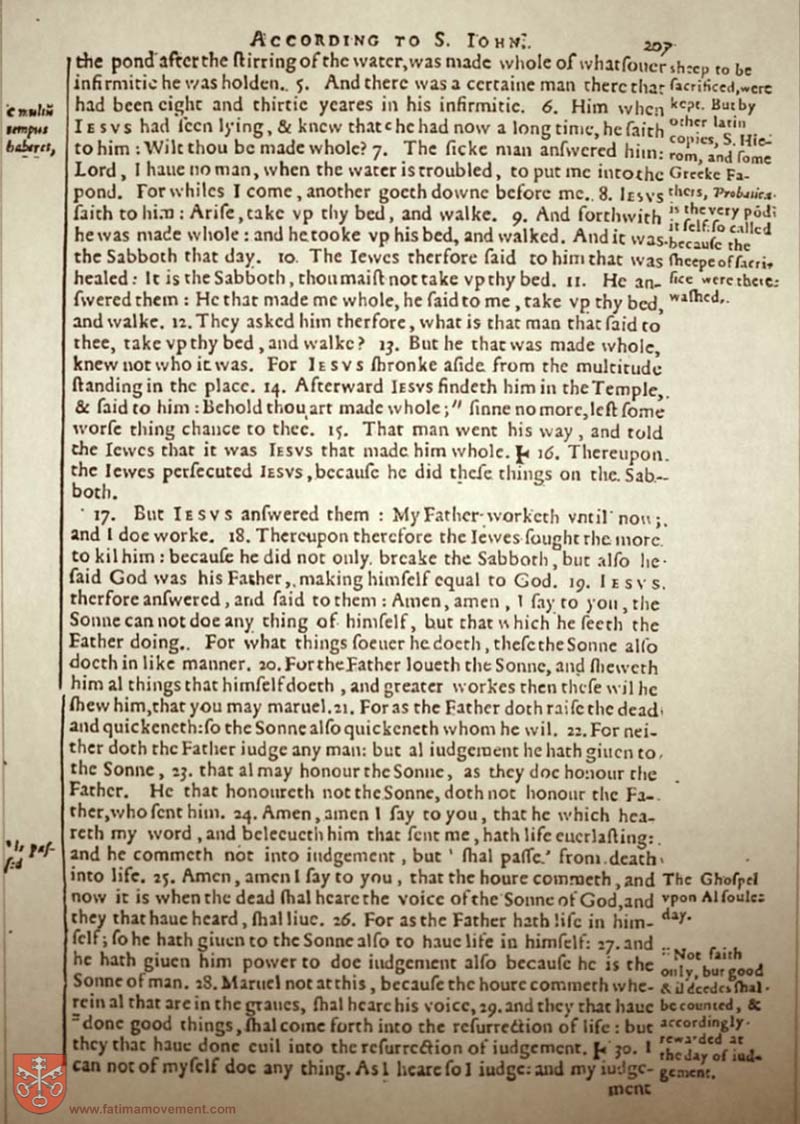 ACCORDING TO S. IOHN.
207
the pond after the ſtirring of the water, was made whole of whatſouer
infirmitie he was holden. 5. And there was a certaine man there that
had been eight and thirtie yeares in his infirmitie. 6. Him when
IESVS had ſeen lying, & knew that he had now a long time, he ſaith
to him: Wilt thou be made whole? 7. The ſicke man anſwered him:
Lord, I haue no man, when the water is troubled, to put me into the
pond. For whiles I come, another goeth downe before me. 8. IESVS
ſaith to him: Ariſe, take vp thy bed, and walke. 9. And forthwith
he was made whole: and he tooke vp his bed, and walked. And it was
the Sabboth that day. 10. The Iewes therfore ſaid to him that was
healed: It is the Sabboth, thou maiſt not take vp thy bed. 11. He an-
ſwered them: He that made me whole, he ſaid to me, take vp thy bed,
and walke. 12. They asked him therfore, what is that man that ſaid to
thee, take vp thy bed, and walke? 13. But he that was made whole,
knew not who it was. For IESVS ſhronke aſide from the multitude
ſtanding in the place. 14. Afterward IESVS findeth him in the Temple,
& ſaid to him: Behold thou art made whole; " ſinne no more, leſt ſome
worſe thing chance to thee. 15. That man went his way, and told
the Iewes that it was IESVS that made him whole. 16. Thereupon
the Iewes perſecuted IESVS, becauſe he did theſe things on the Sab-
both.
17. But IESVS anſwered them: My Father worketh vntil now;
and I doe worke. 18. Thereupon therefore the Iewes ſought the more
to kil him: becauſe he did not only breake the Sabboth, but alſo he
ſaid God was his Father, making himſelf equal to God. 19. IESVS
therfore anſwered, and ſaid to them: Amen, amen, I ſay to you, the
Sonne can not doe any thing of himſelf, but that which he ſeeth the
Father doing. For what things ſoeuer he doeth, theſe the Sonne alſo
doeth in like manner. 20. For the Father loueth the Sonne, and ſheweth
him al things that himſelf doeth, and greater workes then theſe wil he
ſhew him, that you may maruel. 21. For as the Father doth raiſe the dead
and quickeneth: ſo the Sonne alſo quickeneth whom he wil. 22. For nei-
ther doth the Father iudge any man: but al iudgement he hath giuen to
the Sonne, 23. that al may honour the Sonne, as they doe honour the
Father. He that honoureth not the Sonne, doth not honour the Fa-
ther, who ſent him. 24. Amen, amen I ſay to you, that he which hea-
reth my word, and beleeueth him that ſent me, hath life euerlaſting:
and he commeth not into iudgement, but ' ſhal paſſe ' from death
into life. 25. Amen, amen I ſay to you, that the houre commeth, and
now it is when the dead ſhal heare the voice of the Sonne of God, and
they that haue heard, ſhal liue. 26. For as the Father hath life in him-
ſelf; ſo he hath giuen to the Sonne alſo to haue life in himſelf: 27. and
he hath giuen him power to doe iudgement alſo becauſe he is the
Sonne of man. 28. Maruel not at this, becauſe the houre commeth whe-
rein al that are in the graues, ſhal heare his voice, 29. and they that haue
" done good things, ſhal come forth into the reſurrection of life: but
they that haue done euil into the reſurrection of iudgement. 30. I
can not of myſelf doe any thing. As I heare ſo I iudge: and my iudge-
ment
multū
tempus
haberet,
' is paſ-
ſed
ſheep to be
ſacrificed, were
kept. But by
other latin
copies, S. Hie-
rom, and ſome
Greeke Fa-
thers, Probatica
is the very pōd;
it ſelf ſo called
becauſe the
ſheepe of ſacri-
fice were there
waſhed.
The Ghoſpel
vpon Al ſoules
day.
:: Not faith
only, but good
& il deedes ſhal
be counted, &
accordingly
rewarded at
the day of iud-
gement.
www.fatimamovement.com